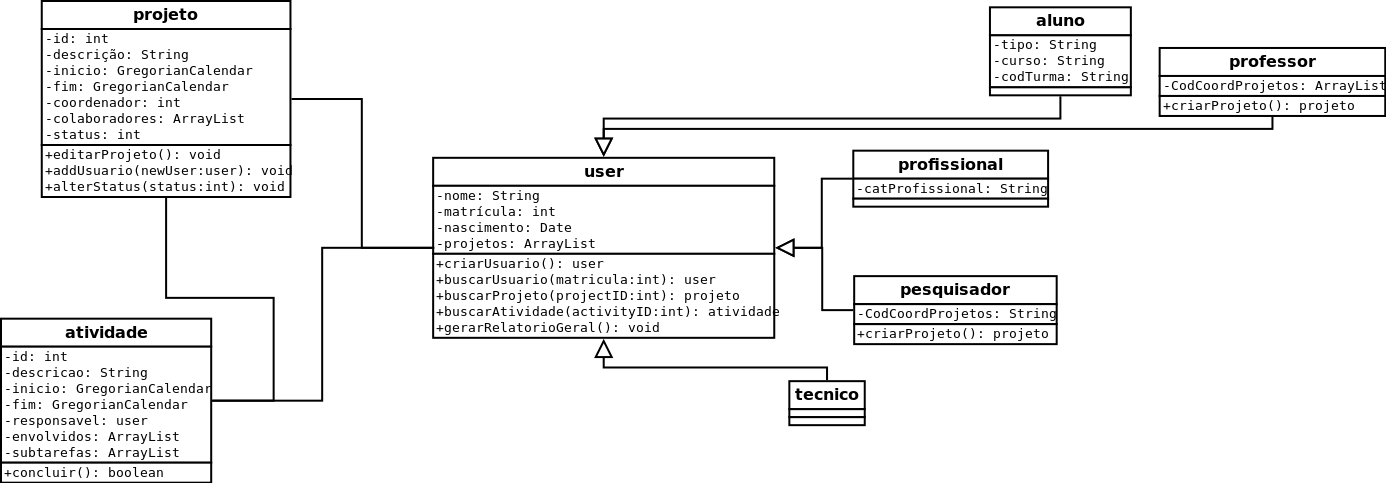 projeto
-id: int
-descrição: String
-inicio: GregorianCalendar
-fim: GregorianCalendar
-coordenador: int
-colaboradores: ArrayList
-status: int
+editarProjeto(): void
+addUsuario(newUser:user): void
+alterStatus(status:int): void
aluno
-tipo: String
-curso: String
-codTurma: String
professor
-CodCoordProjetos: ArrayList
+criarProjeto(): projeto
user
-nome: String
-matrícula: int
-nascimento: Date
-projetos: ArrayList
+criarUsuario(): user
+buscarUsuario(matricula:int): user
+buscarProjeto(projectID:int): projeto
+buscarAtividade(activityID:int): atividade
+gerarRelatorioGeral(): void
profissional
-catProfissional: String
pesquisador
-CodCoordProjetos: String
+criarProjeto(): projeto
atividade
-id: int
-descricao: String
-inicio: GregorianCalendar
-fim: GregorianCalendar
-responsavel: user
-envolvidos: ArrayList
-subtarefas: ArrayList
+concluir(): boolean
tecnico